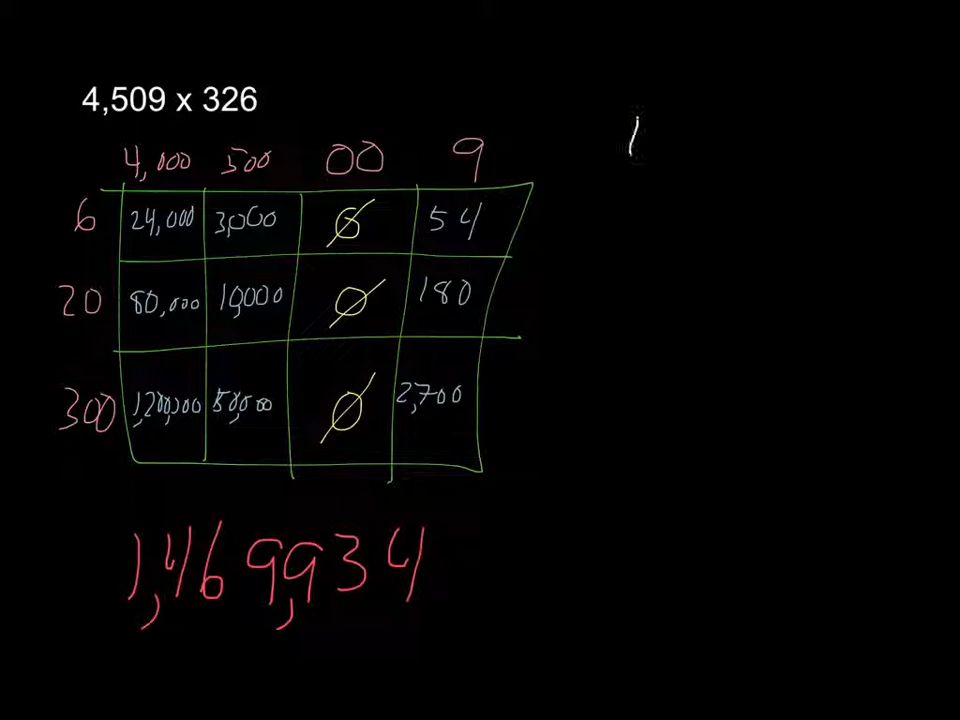 4,509 x 326
4,000 500 00 9
6 24,000 3,000 0 54
20 80,000 10,000 0 180
300 1,200,000 50,000 0 2,700
1,469,934